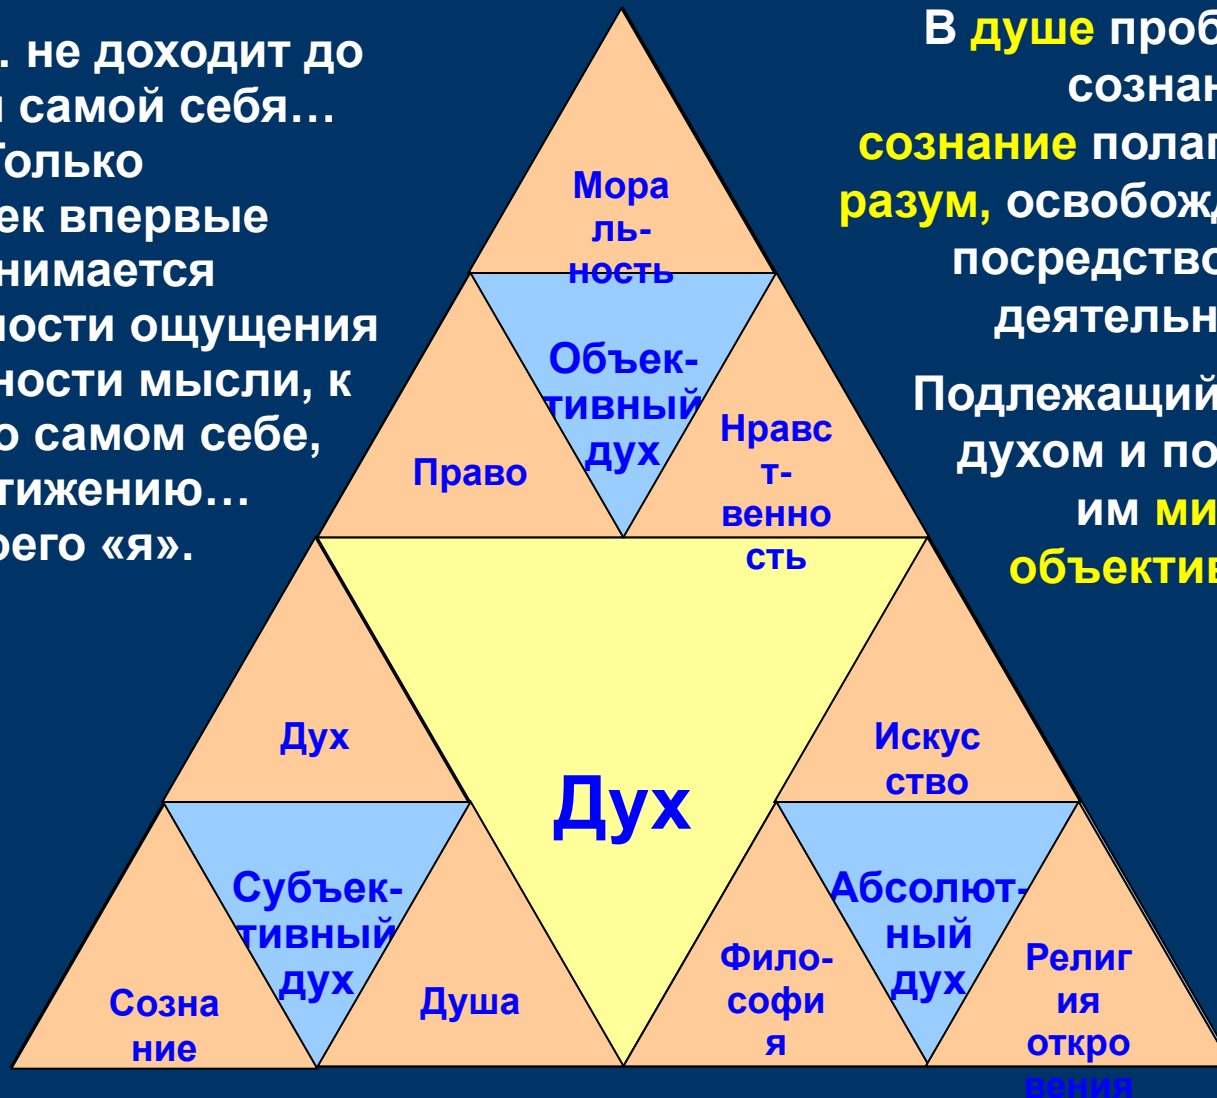 . не доходит до
самой себя…
Только
ек впервые
нимается
ности ощущения
ности мысли, к
о самом себе,
тижению…
оего «я».
В душе проб
сознан
сознание полаг
разум, освобожд
посредство
деятельн
Подлежащий
духом и по
им ми
объектив
Мора
ль-
ность
Объек-
тивный
дух
Право
Нравс
т-
венно
сть
Дух
Искус
ство
Дух
Субъек-
тивный
дух
Созна
ние
Душа
Абсолют-
ный
дух
Фило-
софи
я
Религ
ия
откро
вения